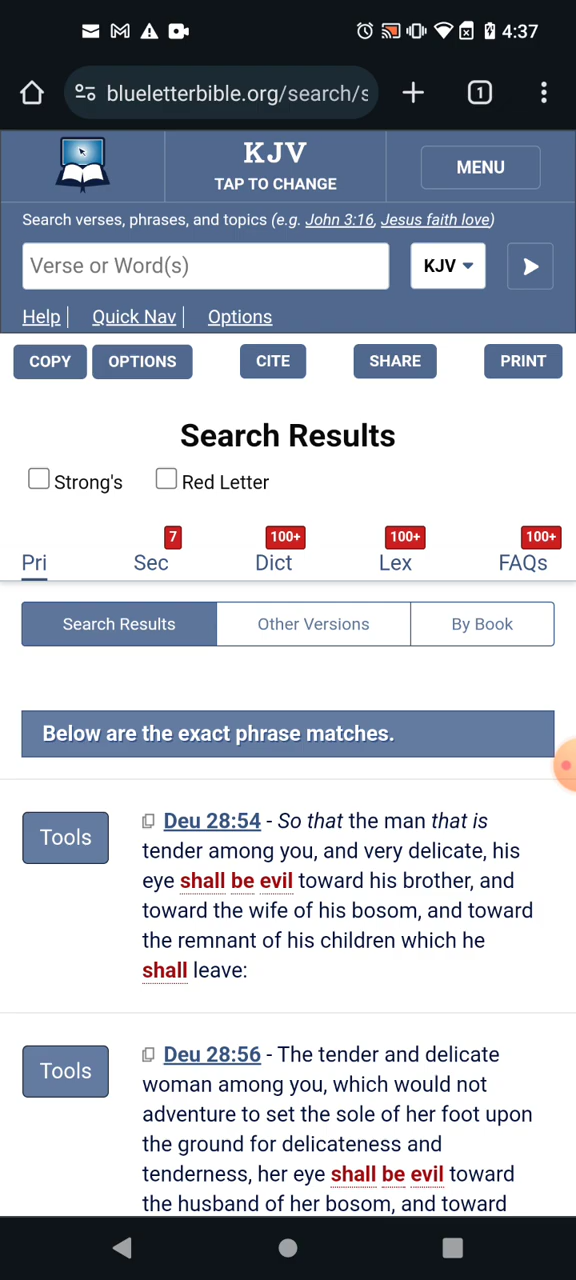 4:37
blueletterbible.org/search/s
1
KJV
TAP TO CHANGE
MENU
Search verses, phrases, and topics (e.g. John 3:16, Jesus faith love)
Verse or Word(s)
KJV
Help
Quick Nav
Options
COPY
OPTIONS
CITE
SHARE
PRINT
Search Results
Strong's
Red Letter
7
100+
100+
100+
Pri
Sec
Dict
Lex
FAQs
Search Results
Other Versions
By Book
Below are the exact phrase matches.
Tools
Deu 28:54 - So that the man that is
tender among you, and very delicate, his
eye shall be evil toward his brother, and
toward the wife of his bosom, and toward
the remnant of his children which he
shall leave:
Tools
Deu 28:56 - The tender and delicate
woman among you, which would not
adventure to set the sole of her foot upon
the ground for delicateness and
tenderness, her eye shall be evil toward
the husband of her bosom, and toward